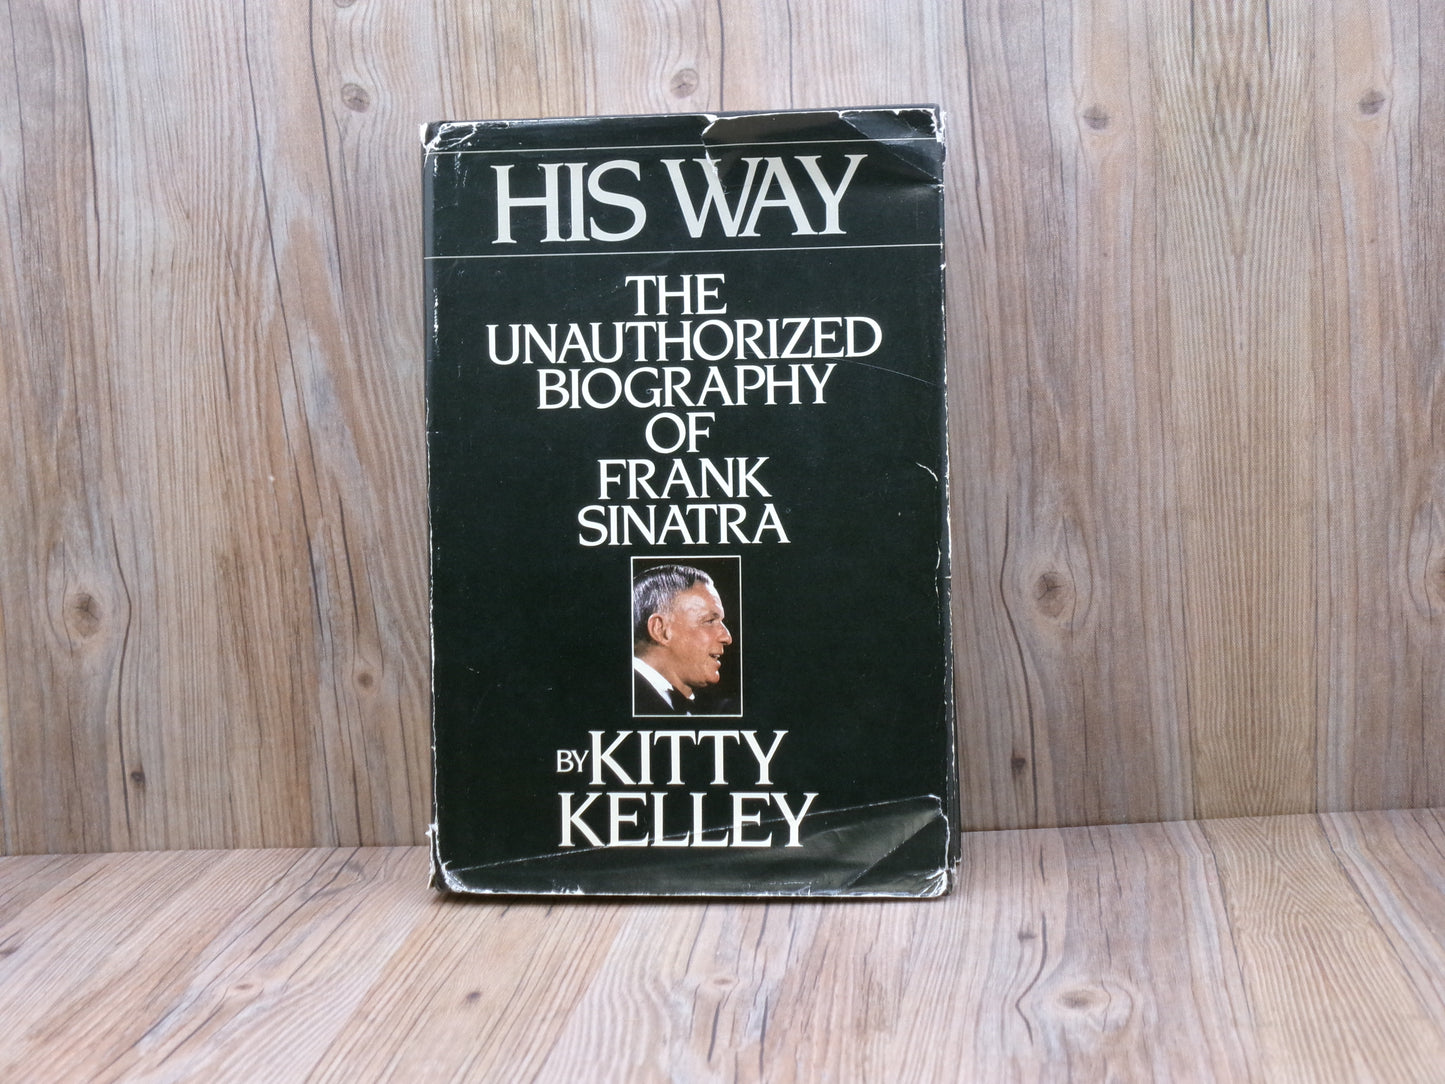 HIS WAY
THE
UNAUTHORIZED
BIOGRAPHY
OF
FRANK
SINATRA
BY KITTY
KELLEY